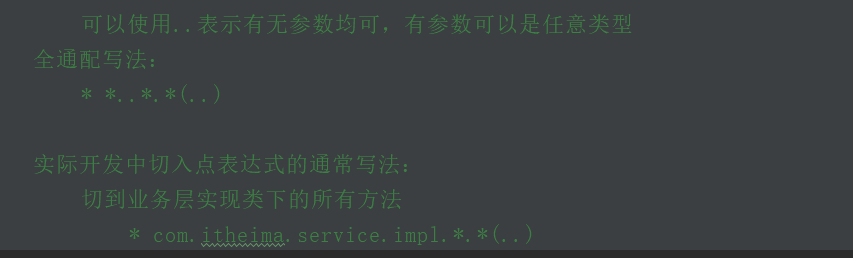 可以使用..表示有无参数均可，有参数可以是任意类型
全通配写法：
* *..*.*(..)
实际开发中切入点表达式的通常写法：
切到业务层实现类下的所有方法
* com.itheima.service.impl.*.*(..)